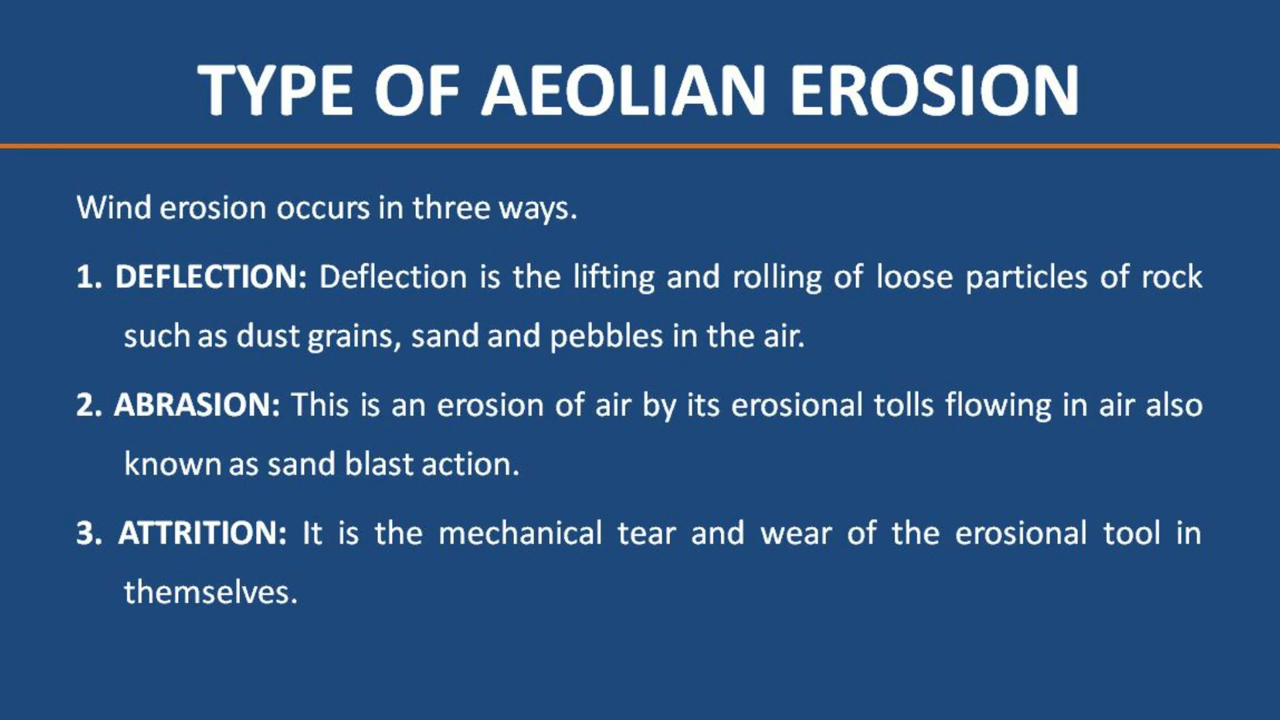 TYPE OF AEOLIAN EROSION
Wind erosion occurs in three ways.
1. DEFLECTION: Deflection is the lifting and rolling of loose particles of rock
such as dust grains, sand and pebbles in the air.
2. ABRASION: This is an erosion of air by its erosional tolls flowing in air also
known as sand blast action.
3. ATTRITION: It is the mechanical tear and wear of the erosional tool in
themselves.